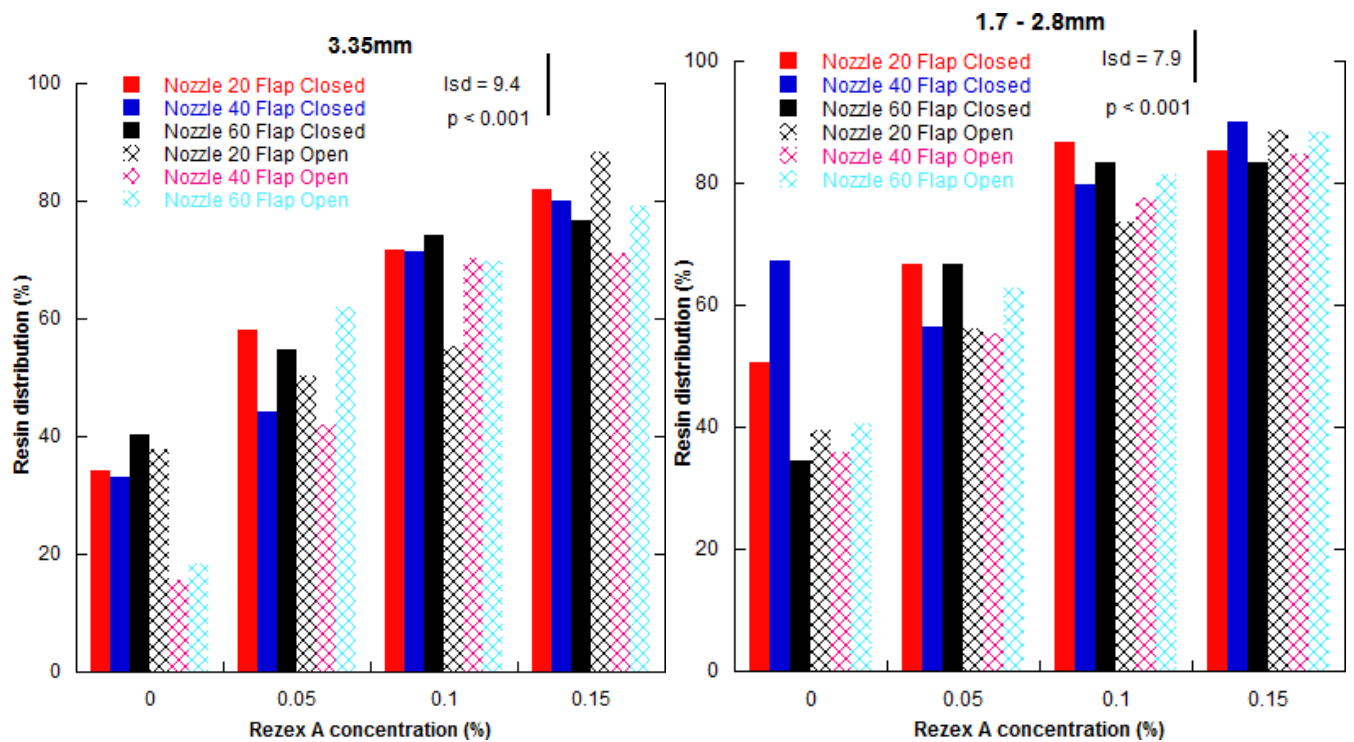 3.35mm
lsd = 9.4
p < 0.001
Nozzle 20 Flap Closed
Nozzle 40 Flap Closed
Nozzle 60 Flap Closed
Nozzle 20 Flap Open
Nozzle 40 Flap Open
Nozzle 60 Flap Open
Resin distribution (%)
100
80
60
40
20
0
0 0.05 0.1 0.15
Rezex A concentration (%)
1.7 - 2.8mm
lsd = 7.9
p < 0.001
Nozzle 20 Flap Closed
Nozzle 40 Flap Closed
Nozzle 60 Flap Closed
Nozzle 20 Flap Open
Nozzle 40 Flap Open
Nozzle 60 Flap Open
Resin distribution (%)
100
80
60
40
20
0
0 0.05 0.1 0.15
Rezex A concentration (%)